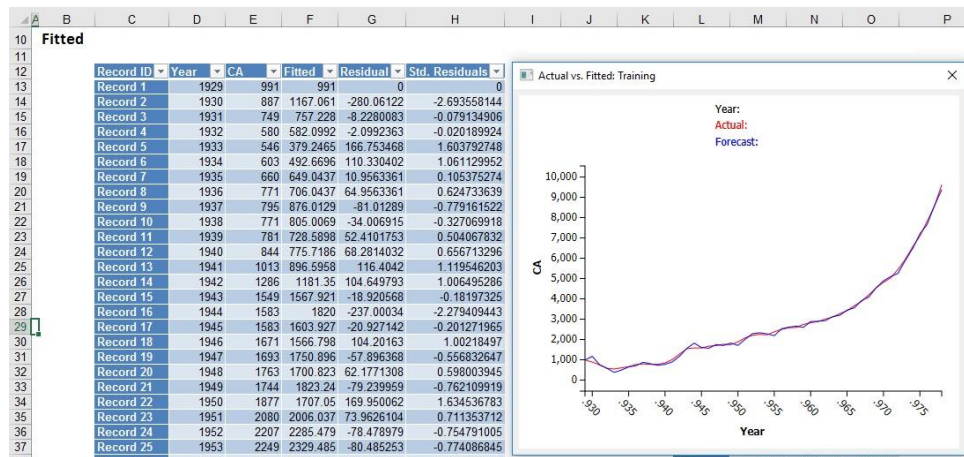 A B C D E F G H I J K L M N O P
10 Fitted
11
12 Record ID Year CA Fitted Residual Std. Residuals
13 Record 1 1929 991 991 0 0
14 Record 2 1930 887 1167.061 -280.06122 -2.693558144
15 Record 3 1931 749 757.228 -8.2280083 -0.079134906
16 Record 4 1932 580 582.0992 -2.0992363 -0.020189924
17 Record 5 1933 546 379.2465 166.753468 1.603792748
18 Record 6 1934 603 492.6696 110.330402 1.061129952
19 Record 7 1935 660 649.0437 10.9563361 0.105375274
20 Record 8 1936 771 706.0437 64.9563361 0.624733639
21 Record 9 1937 795 876.0129 -81.01289 -0.779161522
22 Record 10 1938 771 805.0069 -34.006915 -0.327069918
23 Record 11 1939 781 728.5898 52.4101753 0.504067832
24 Record 12 1940 844 775.7186 68.2814032 0.656713296
25 Record 13 1941 1013 896.5958 116.4042 1.119546203
26 Record 14 1942 1286 1181.35 104.649793 1.006495286
27 Record 15 1943 1549 1567.921 -18.920568 -0.18197325
28 Record 16 1944 1583 1820 -237.00034 -2.279409443
29 Record 17 1945 1583 1603.927 -20.927142 -0.201271965
30 Record 18 1946 1671 1566.798 104.20163 1.00218497
31 Record 19 1947 1693 1750.896 -57.896368 -0.556832647
32 Record 20 1948 1763 1700.823 62.1771308 0.598003945
33 Record 21 1949 1744 1823.24 -79.239959 -0.762109919
34 Record 22 1950 1877 1707.05 169.950062 1.634536783
35 Record 23 1951 2080 2006.037 73.9626104 0.711353712
36 Record 24 1952 2207 2285.479 -78.478979 -0.754791005
37 Record 25 1953 2249 2329.485 -80.485253 -0.774086845
Actual vs. Fitted: Training
Year:
Actual:
Forecast:
10,000
9,000
8,000
7,000
6,000
5,000
4,000
3,000
2,000
1,000
0
CA
.930 .935 .940 .945 .950 .955 .960 .965 .970 .975
Year